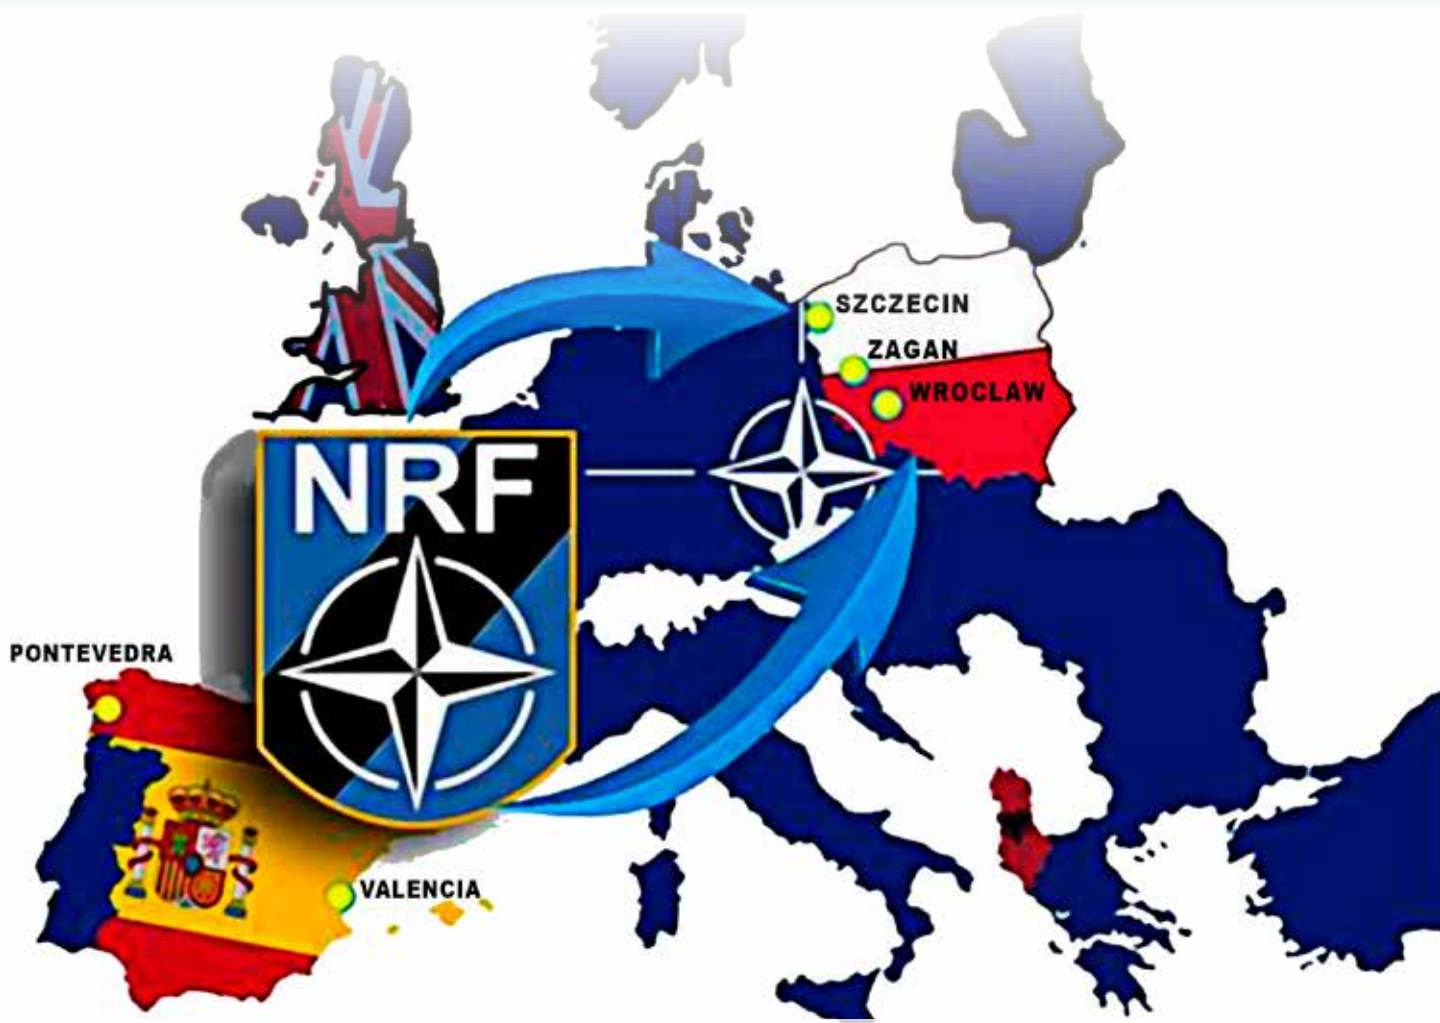 SZCZECIN
ZAGAN
WROCLAW
NRF
PONTEVEDRA
VALENCIA